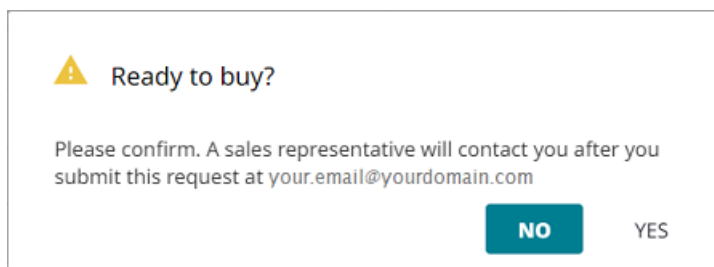 Ready to buy?
Please confirm. A sales representative will contact you after you
submit this request at your.email@yourdomain.com
NO YES